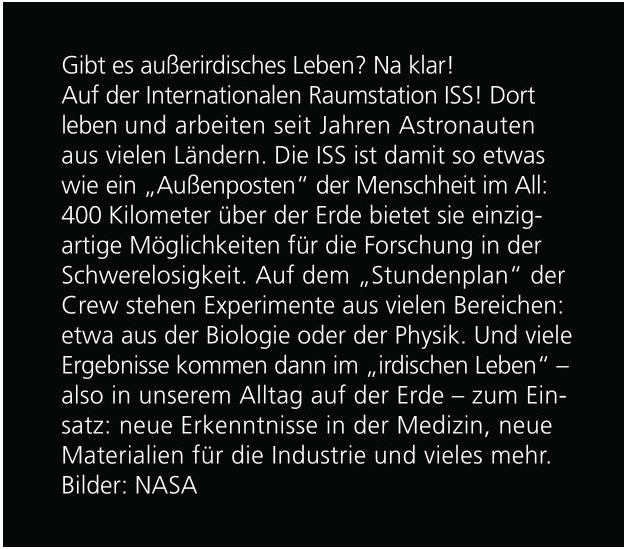 Gibt es außerirdisches Leben? Na klar!
Auf der Internationalen Raumstation ISS! Dort
leben und arbeiten seit Jahren Astronauten
aus vielen Ländern. Die ISS ist damit so etwas
wie ein „Außenposten“ der Menschheit im All:
400 Kilometer über der Erde bietet sie einzig-
artige Möglichkeiten für die Forschung in der
Schwerelosigkeit. Auf dem „Stundenplan“ der
Crew stehen Experimente aus vielen Bereichen:
etwa aus der Biologie oder der Physik. Und viele
Ergebnisse kommen dann im „irdischen Leben“ –
also in unserem Alltag auf der Erde – zum Ein-
satz: neue Erkenntnisse in der Medizin, neue
Materialien für die Industrie und vieles mehr.
Bilder: NASA